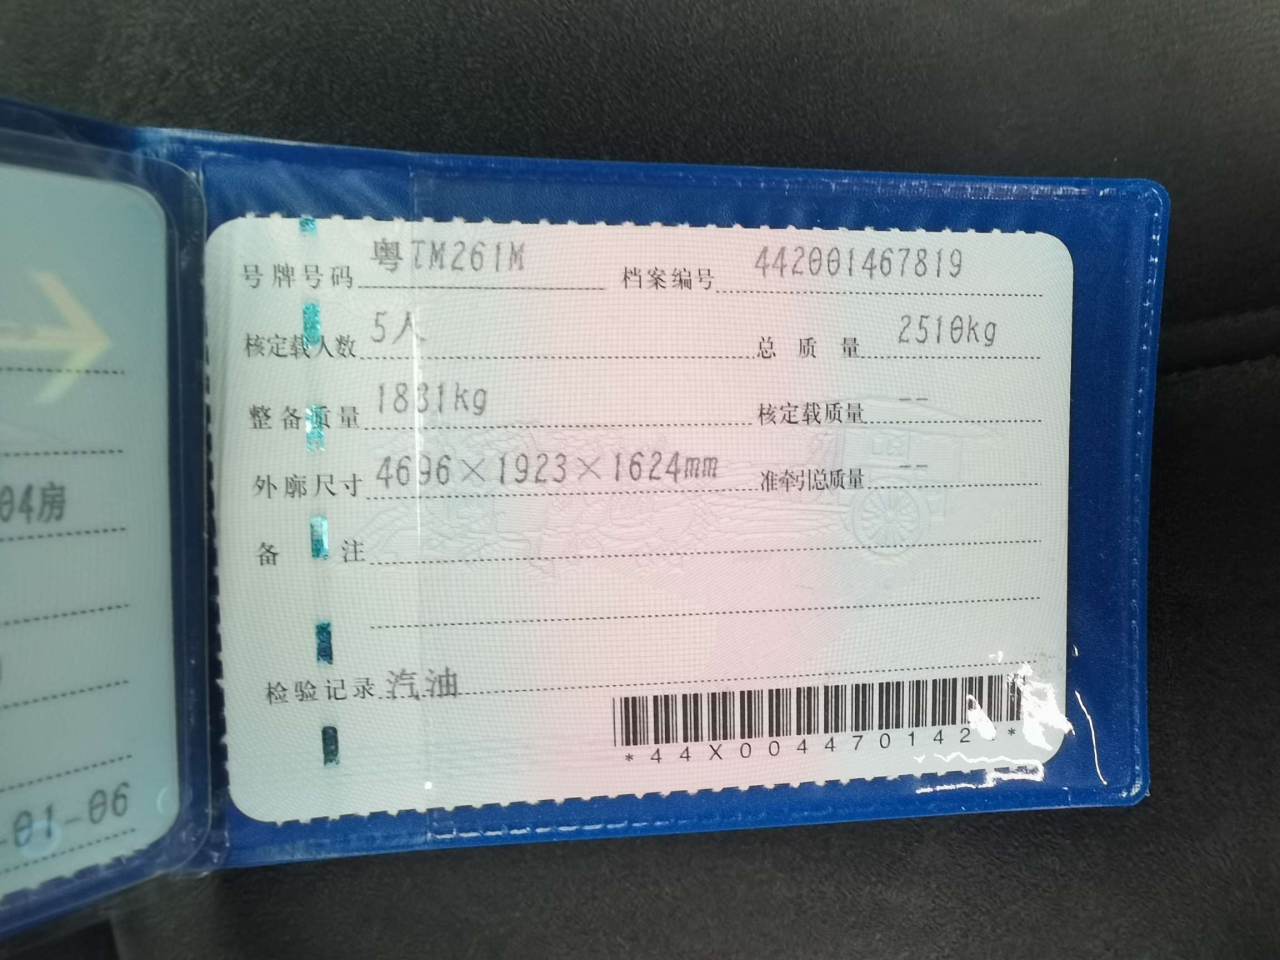 号牌号码 粤TM261M 档案编号 442001467819
核定载人数 5人 总质量 2510kg
整备质量 1831kg 核定载质量 --
外廓尺寸 4696×1923×1624mm 准牵引总质量 --
备注
检验记录 汽油
*44X004470142*
04房
-01-06